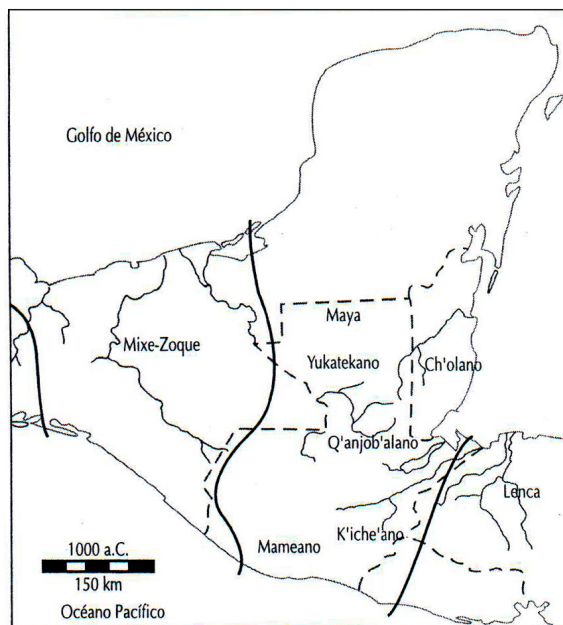 Golfo de México
Maya
Mixe-Zoque
Yukatekano
Ch'olano
Q'anjob'alano
Lenca
K'iche'ano
Mameano
1000 a.C.
150 km
Océano Pacífico